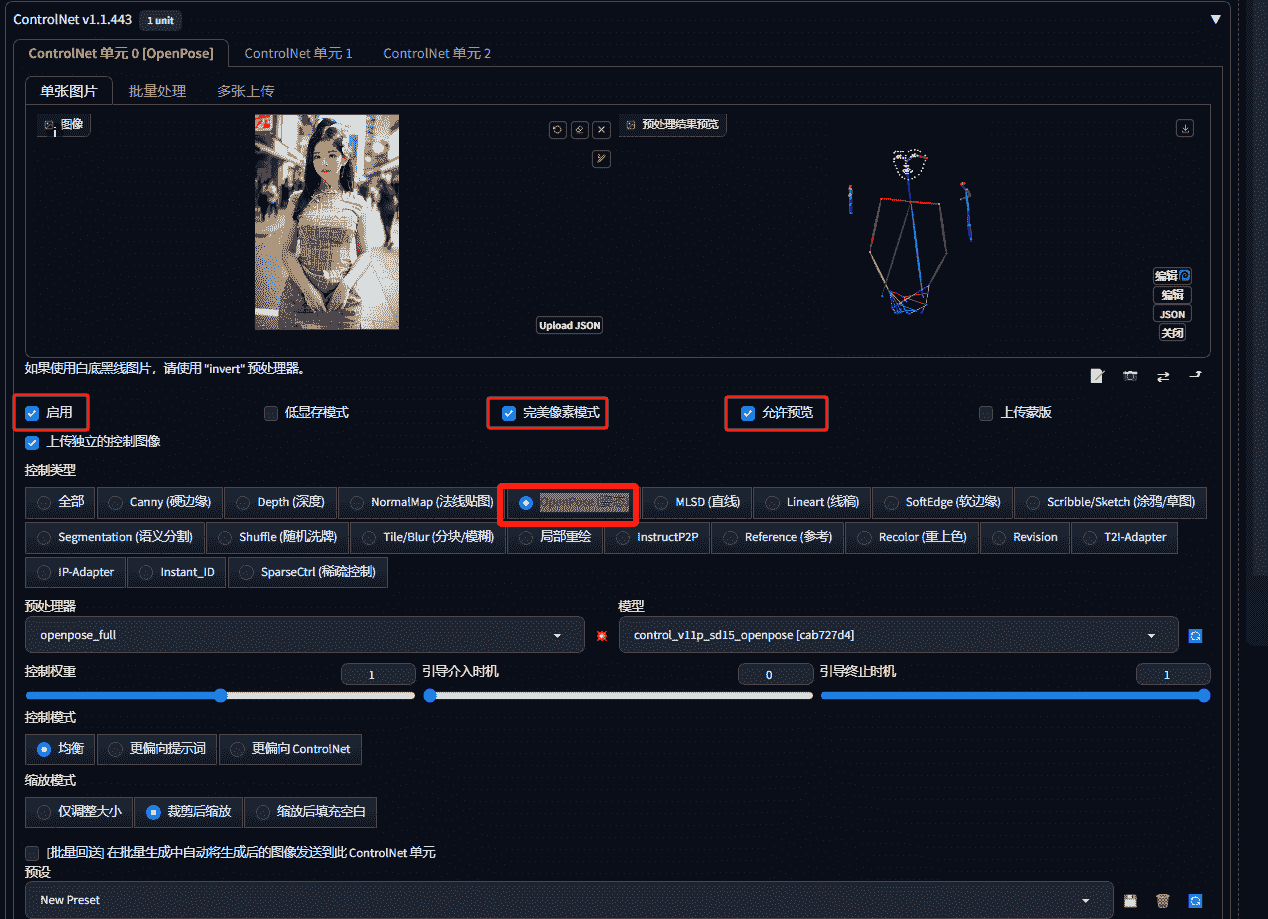 ControlNet v1.1.443 1 unit
ControlNet 单元 0 [OpenPose] ControlNet 单元 1 ControlNet 单元 2
单张图片 批量处理 多张上传
图像
预处理结果预览
编辑
编辑
JSON
关闭
Upload JSON
如果使用白底黑线图片，请使用 "invert" 预处理器。
启用 低显存模式 完美像素模式 允许预览 上传蒙版
上传独立的控制图像
控制类型
全部 Canny (硬边缘) Depth (深度) NormalMap (法线贴图) MLSD (直线) Lineart (线稿) SoftEdge (软边缘) Scribble/Sketch (涂鸦/草图)
Segmentation (语义分割) Shuffle (随机洗牌) Tile/Blur (分块/模糊) 局部重绘 InstructP2P Reference (参考) Recolor (重上色) Revision T2I-Adapter
IP-Adapter Instant_ID SparseCtrl (稀疏控制)
预处理器 模型
openpose_full control_v11p_sd15_openpose [cab727d4]
控制权重 1 引导介入时机 0 引导终止时机 1
控制模式
均衡 更偏向提示词 更偏向 ControlNet
缩放模式
仅调整大小 裁剪后缩放 缩放后填充空白
[批量回送] 在批量生成中自动将生成后的图像发送到此 ControlNet 单元
预设
New Preset